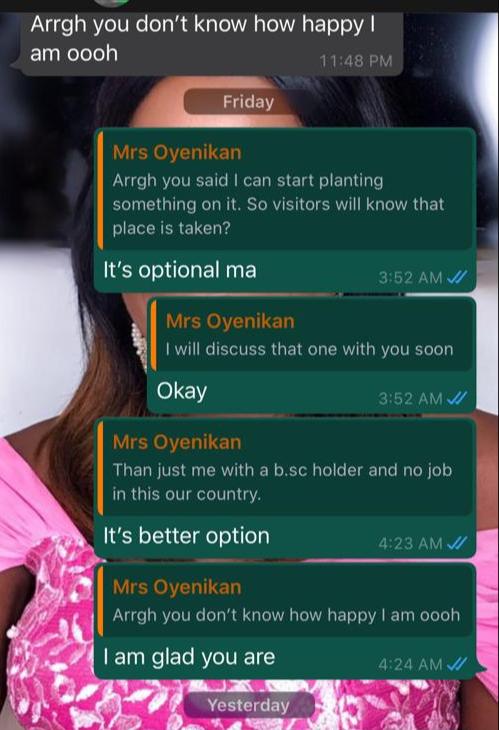 Arrgh you don’t know how happy I
am oooh
11:48 PM
Friday
Mrs Oyenikan
Arrgh you said I can start planting
something on it. So visitors will know that
place is taken?
It’s optional ma
3:52 AM
Mrs Oyenikan
I will discuss that one with you soon
Okay
3:52 AM
Mrs Oyenikan
Than just me with a b.sc holder and no job
in this our country.
It’s better option
4:23 AM
Mrs Oyenikan
Arrgh you don’t know how happy I am oooh
I am glad you are
4:24 AM
Yesterday